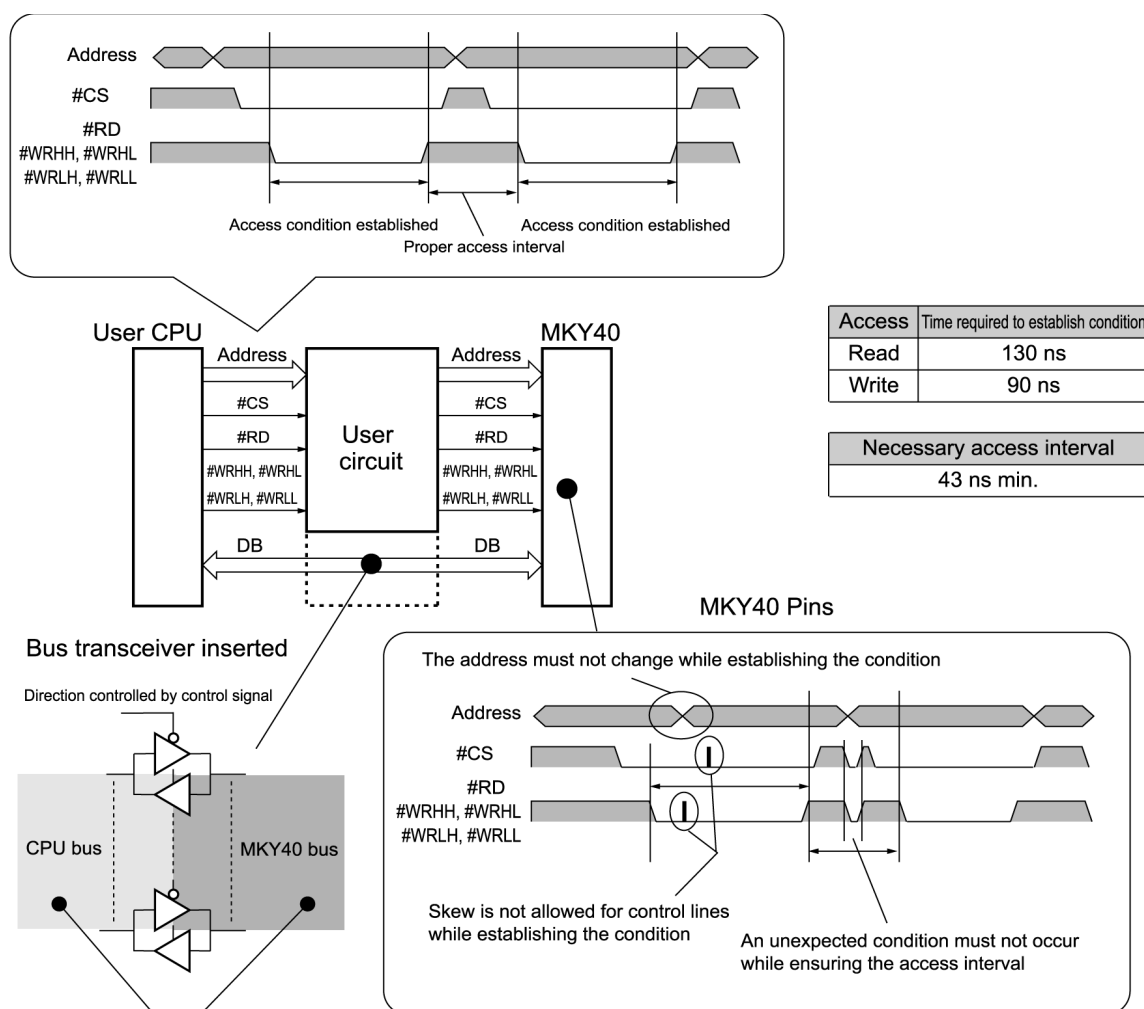 Address
#CS
#RD
#WRHH, #WRHL
#WRLH, #WRLL
Access condition established
Access condition established
Proper access interval
User CPU
MKY40
Address
Address
#CS
#CS
#RD
#RD
User
circuit
#WRHH, #WRHL
#WRHH, #WRHL
#WRLH, #WRLL
#WRLH, #WRLL
DB
DB
Access Time required to establish condition
Read 130 ns
Write 90 ns
Necessary access interval
43 ns min.
Bus transceiver inserted
Direction controlled by control signal
CPU bus
MKY40 bus
MKY40 Pins
The address must not change while establishing the condition
Address
#CS
#RD
#WRHH, #WRHL
#WRLH, #WRLL
Skew is not allowed for control lines
while establishing the condition
An unexpected condition must not occur
while ensuring the access interval